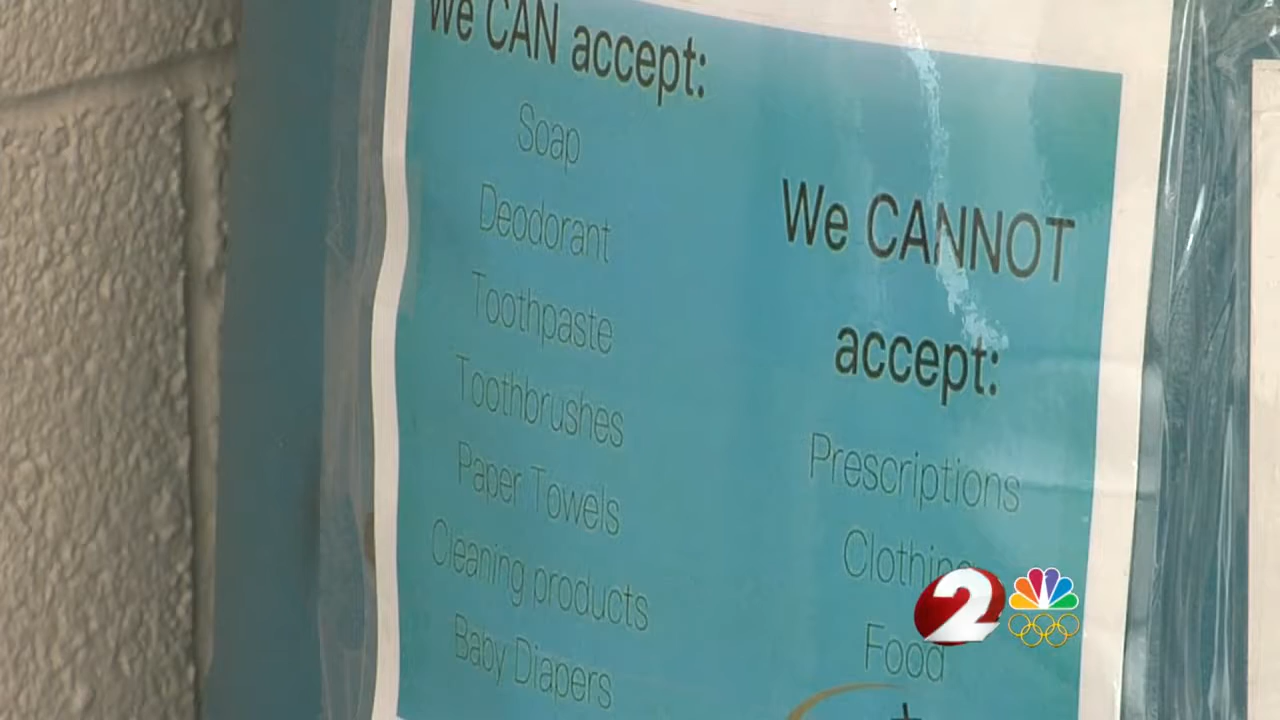 We CAN accept:
Soap
Deodorant
Toothpaste
Toothbrushes
Paper Towels
Cleaning products
Baby Diapers
We CANNOT
accept:
Prescriptions
Clothing
Food
2